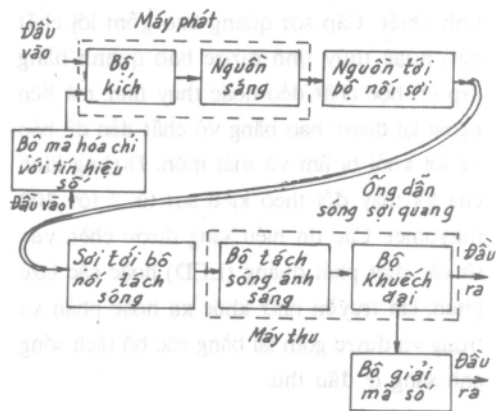 Máy phát
Đầu
vào
Bộ
kích
Nguồn
sáng
Nguồn tới
bộ nối sợi
Bộ mã hóa chỉ
với tín hiệu
số
Đầu vào
Ống dẫn
sóng sợi quang
Sợi tới bộ
nối tách
sóng
Bộ tách
sóng ánh
sáng
Bộ
khuếch
đại
Đầu
ra
Máy thu
Bộ giải
mã số
Đầu
ra